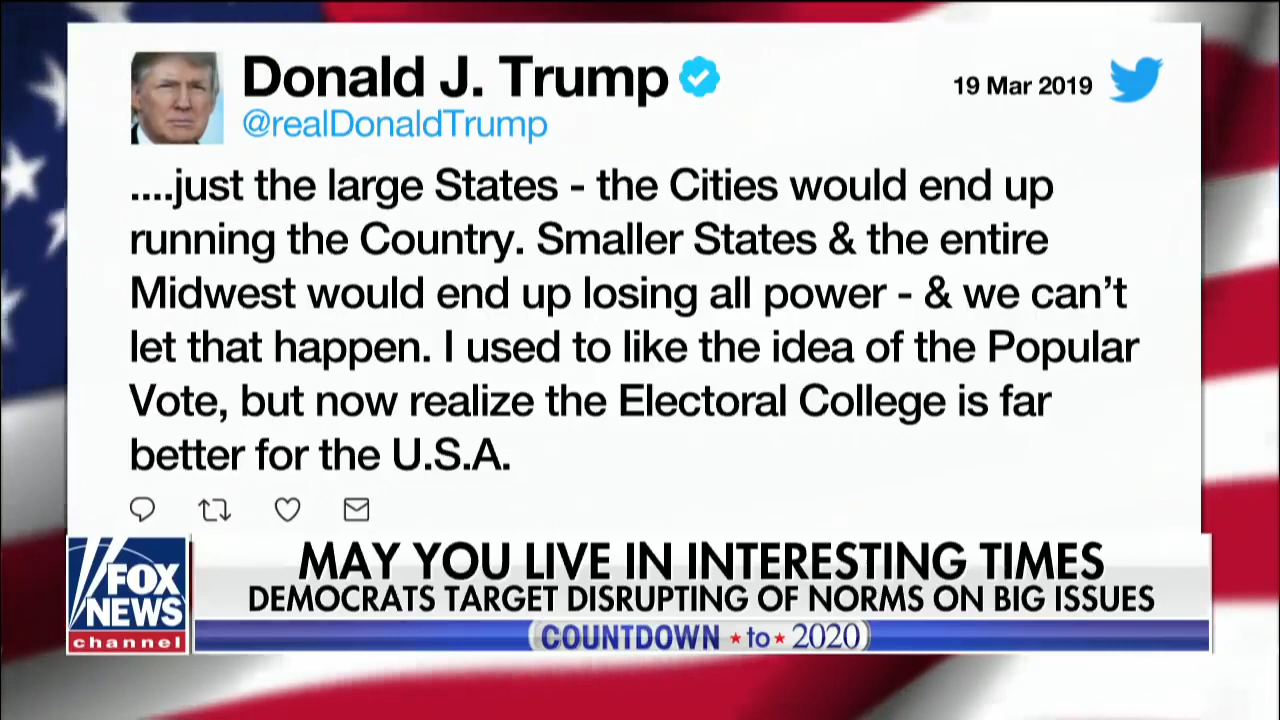 Donald J. Trump
19 Mar 2019
@realDonaldTrump
....just the large States - the Cities would end up
running the Country. Smaller States & the entire
Midwest would end up losing all power - & we can't
let that happen. I used to like the idea of the Popular
Vote, but now realize the Electoral College is far
better for the U.S.A.
FOX
NEWS
channel
MAY YOU LIVE IN INTERESTING TIMES
DEMOCRATS TARGET DISRUPTING OF NORMS ON BIG ISSUES
COUNTDOWN to 2020